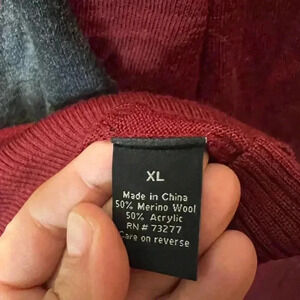 XL
Made in China
50% Merino Wool
50% Acrylic
RN # 73277
Care on reverse